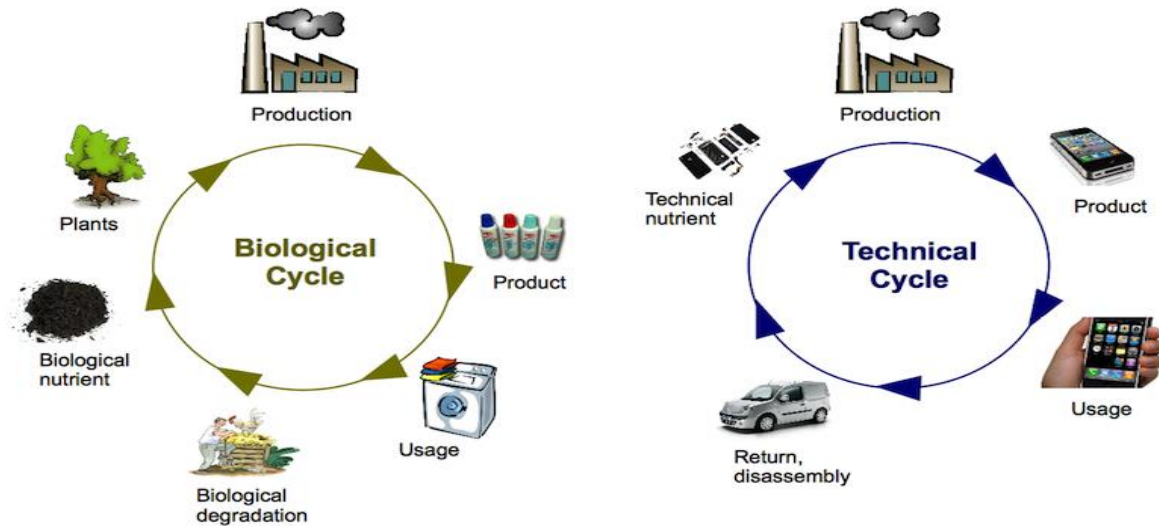 Production
Plants
Biological
Cycle
Product
Biological
nutrient
Usage
Biological
degradation
Production
Technical
nutrient
Product
Technical
Cycle
Usage
Return,
disassembly